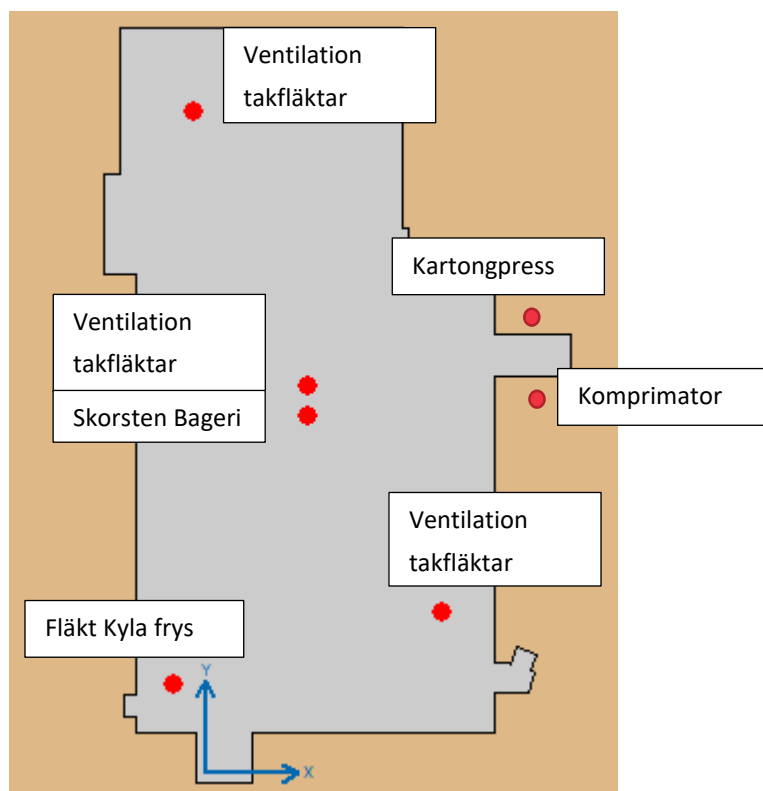 Ventilation
takfläktar
Kartongpress
Ventilation
takfläktar
Skorsten Bageri
Komprimator
Ventilation
takfläktar
Fläkt Kyla frys
Y
X